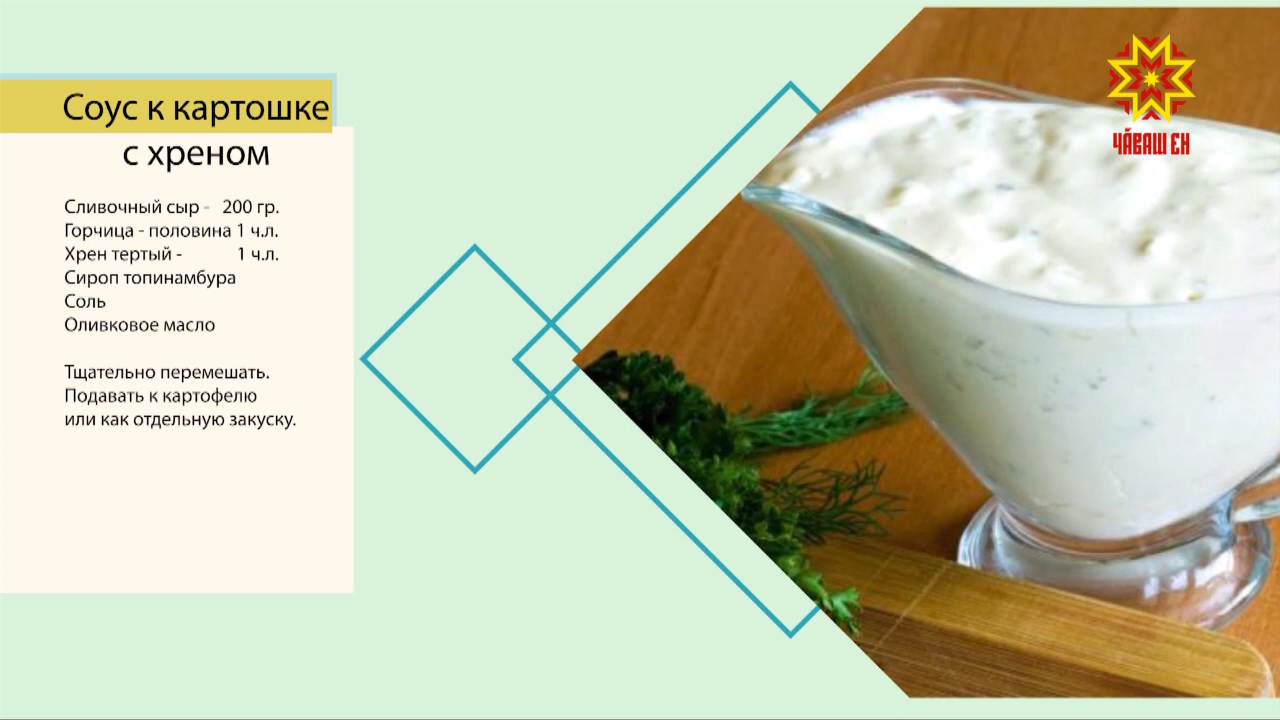 Соус к картошке
с хреном
Сливочный сыр - 200 гр.
Горчица - половина 1 ч.л.
Хрен тертый - 1 ч.л.
Сироп топинамбура
Соль
Оливковое масло
Тщательно перемешать.
Подавать к картофелю
или как отдельную закуску.
ЧĂВАШ ЕН